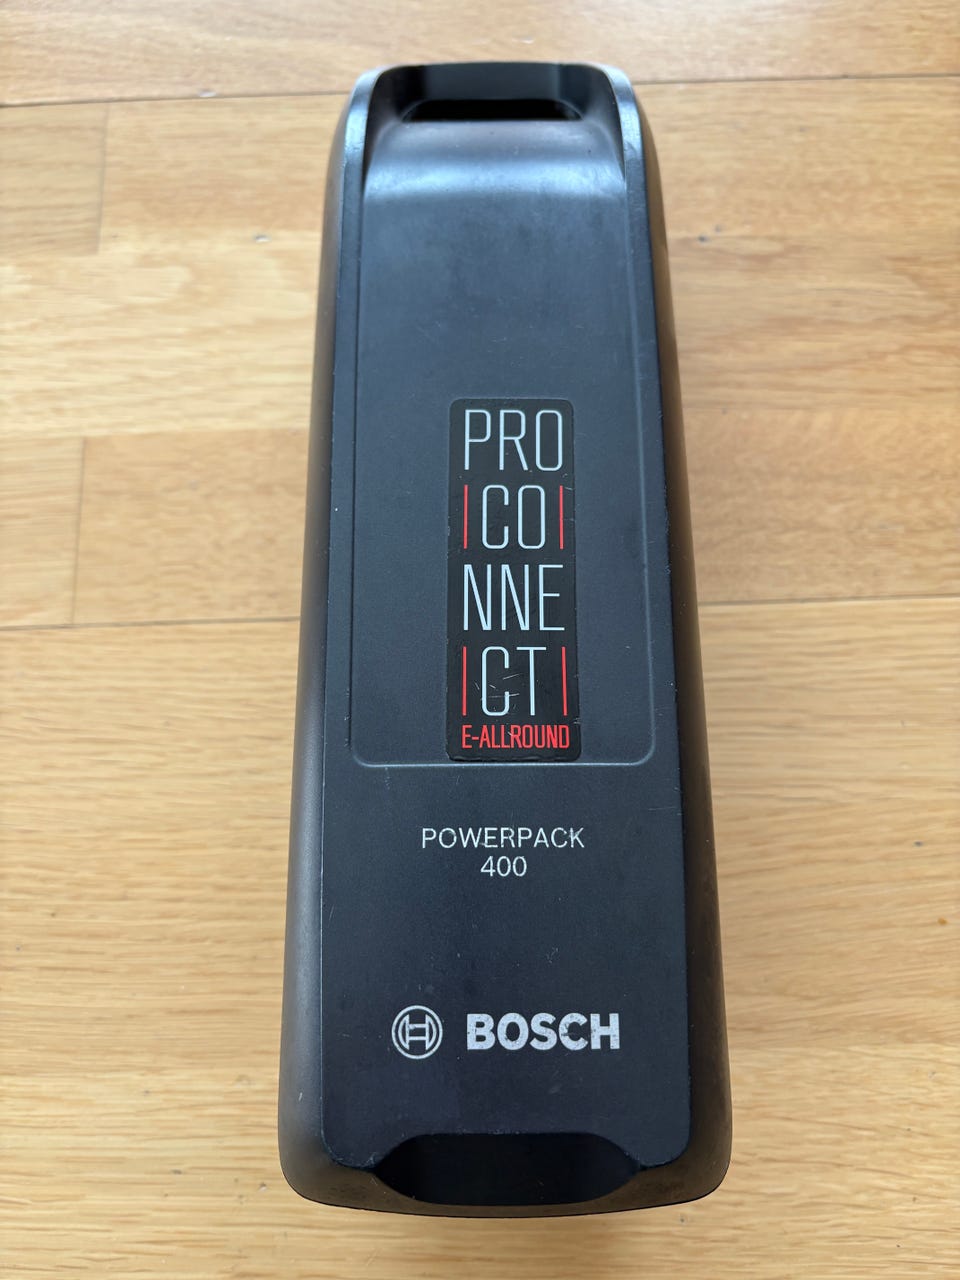 PRO
|CO|
NNE
|CT|
E-ALLROUND
POWERPACK
400
BOSCH